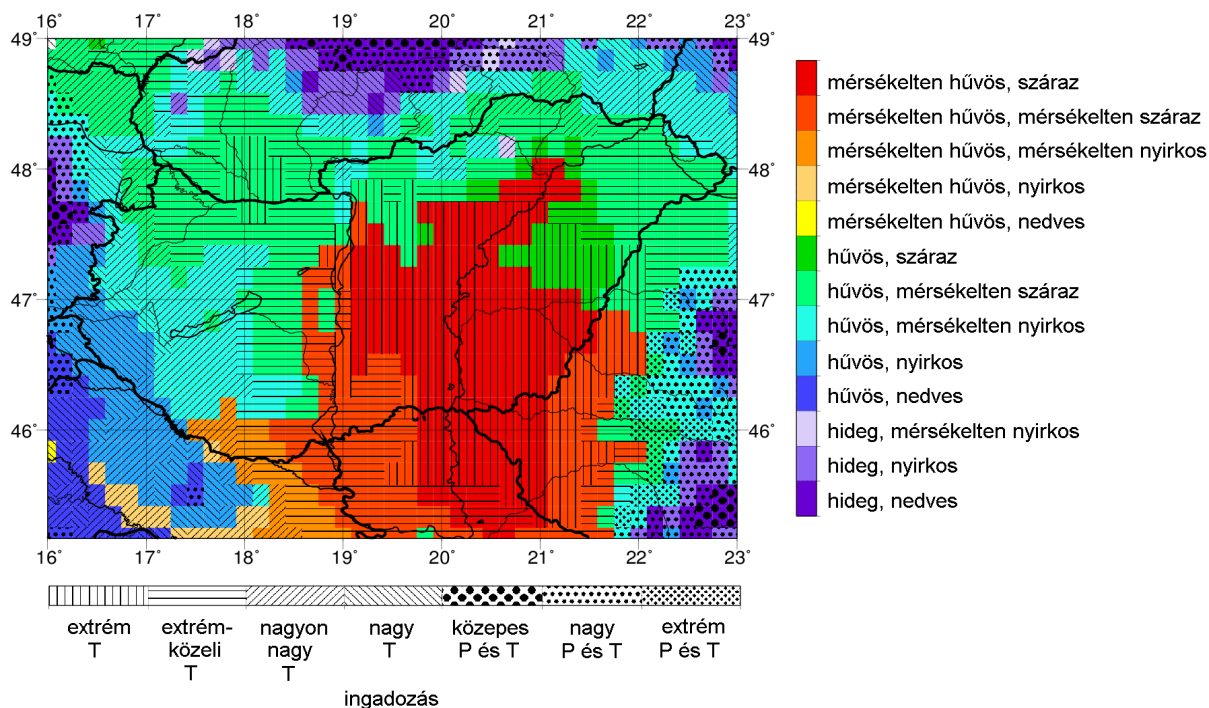 16˚ 17˚ 18˚ 19˚ 20˚ 21˚ 22˚ 23˚
49˚ 49˚
48˚ 48˚
47˚ 47˚
46˚ 46˚
16˚ 17˚ 18˚ 19˚ 20˚ 21˚ 22˚ 23˚
mérsékelten hűvös, száraz
mérsékelten hűvös, mérsékelten száraz
mérsékelten hűvös, mérsékelten nyirkos
mérsékelten hűvös, nyirkos
mérsékelten hűvös, nedves
hűvös, száraz
hűvös, mérsékelten száraz
hűvös, mérsékelten nyirkos
hűvös, nyirkos
hűvös, nedves
hideg, mérsékelten nyirkos
hideg, nyirkos
hideg, nedves
extrém
T
extrém-
közeli
T
nagyon
nagy
T
nagy
T
közepes
P és T
nagy
P és T
extrém
P és T
ingadozás